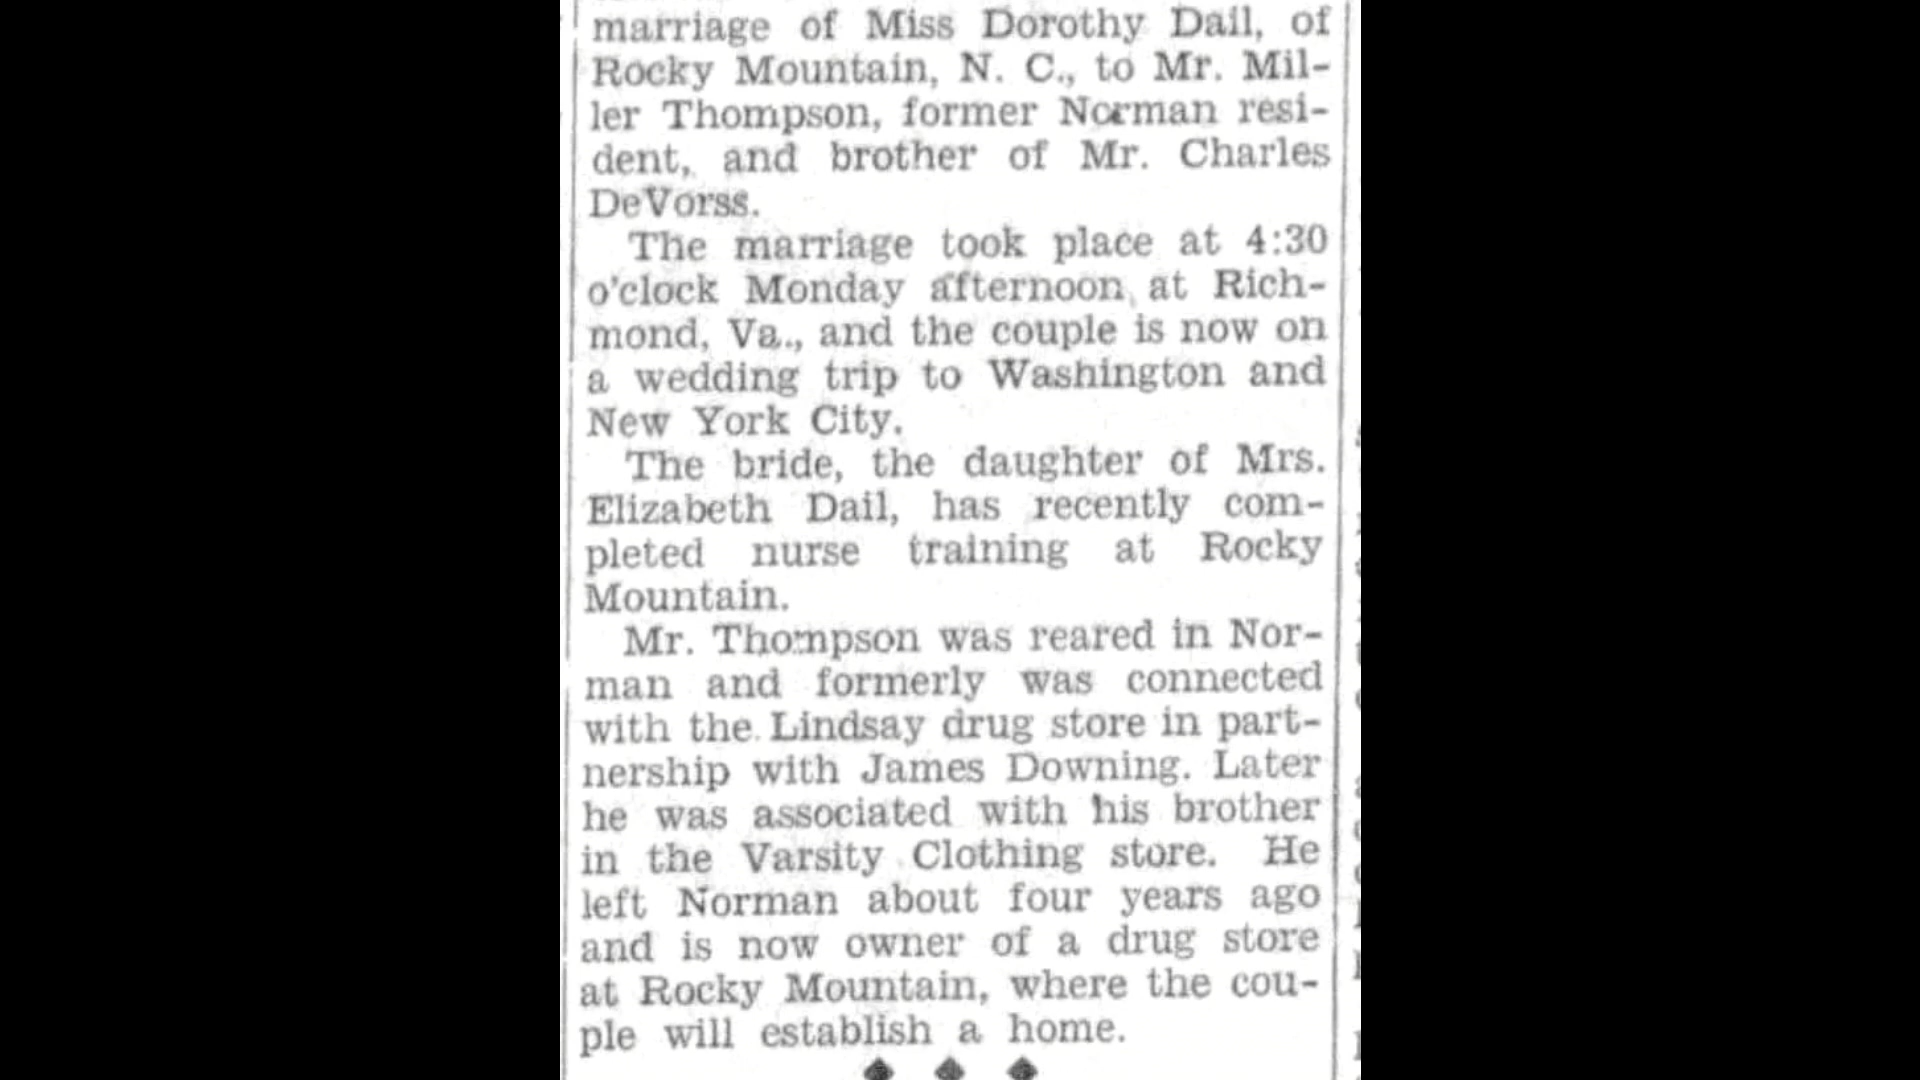 marriage of Miss Dorothy Dail, of
Rocky Mountain, N. C., to Mr. Mil-
ler Thompson, former Norman resi-
dent, and brother of Mr. Charles
DeVorss.
The marriage took place at 4:30
o'clock Monday afternoon at Rich-
mond, Va., and the couple is now on
a wedding trip to Washington and
New York City.
The bride, the daughter of Mrs.
Elizabeth Dail, has recently com-
pleted nurse training at Rocky
Mountain.
Mr. Thompson was reared in Nor-
man and formerly was connected
with the Lindsay drug store in part-
nership with James Downing. Later
he was associated with his brother
in the Varsity Clothing store. He
left Norman about four years ago
and is now owner of a drug store
at Rocky Mountain, where the cou-
ple will establish a home.